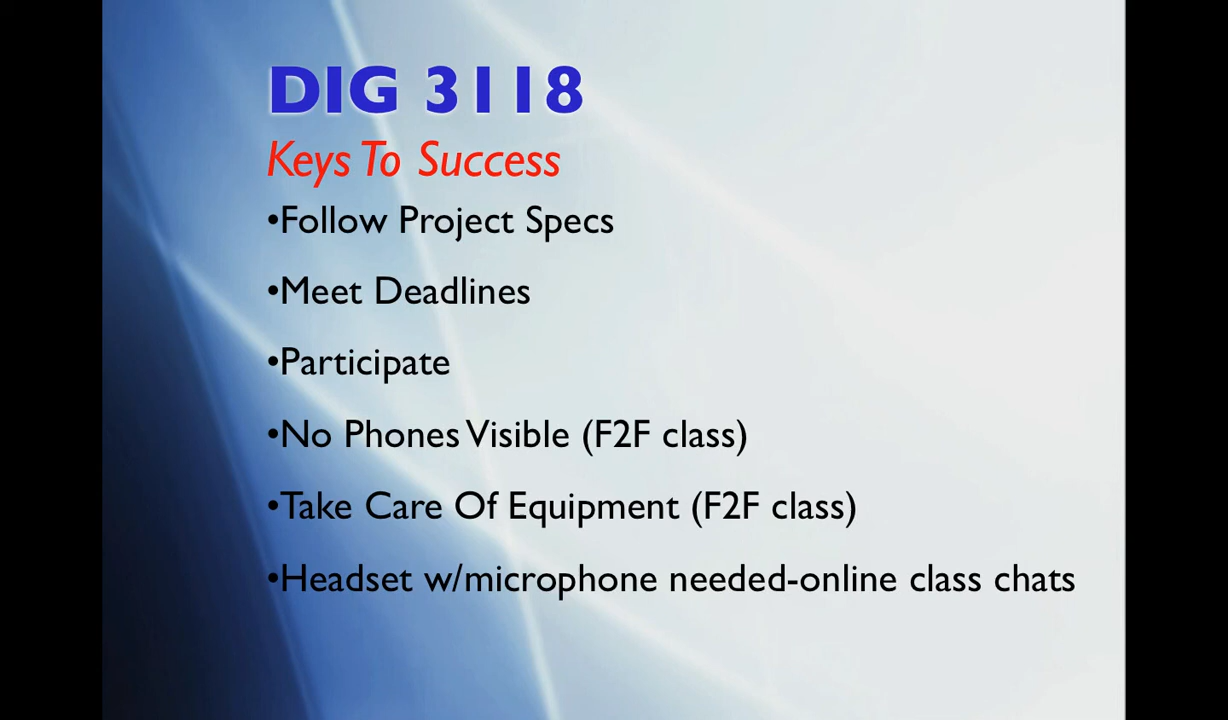 DIG 3118
Keys To Success
•Follow Project Specs
•Meet Deadlines
•Participate
•No Phones Visible (F2F class)
•Take Care Of Equipment (F2F class)
•Headset w/microphone needed-online class chats